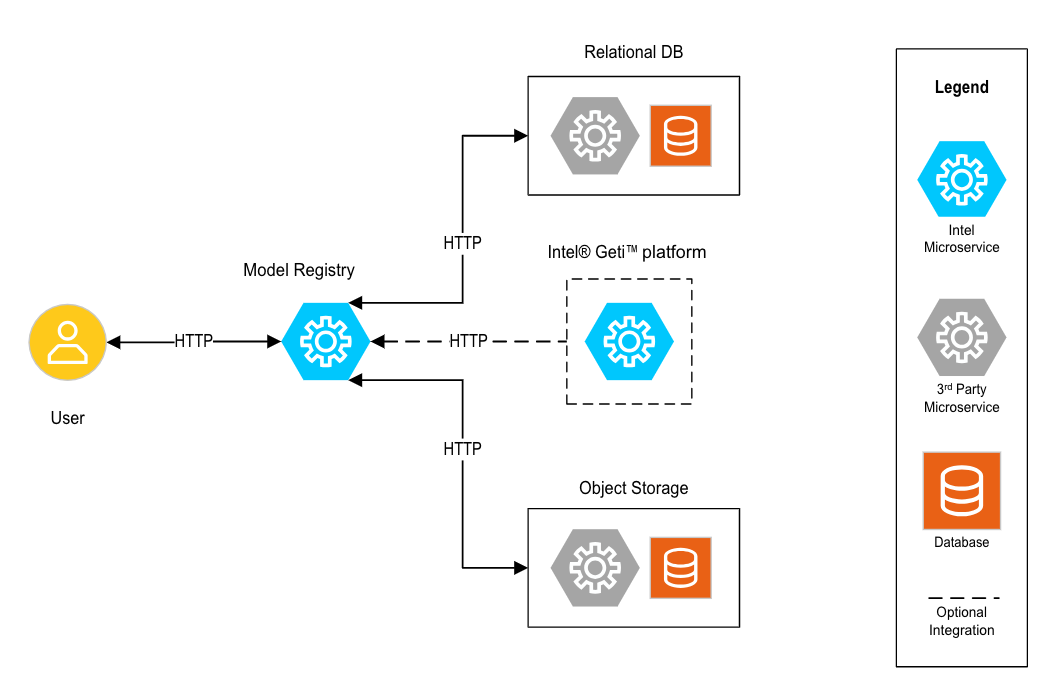 Relational DB
HTTP
Intel® Geti™ platform
Model Registry
HTTP
HTTP
User
HTTP
Object Storage
Legend
Intel
Microservice
3rd Party
Microservice
Database
Optional
Integration